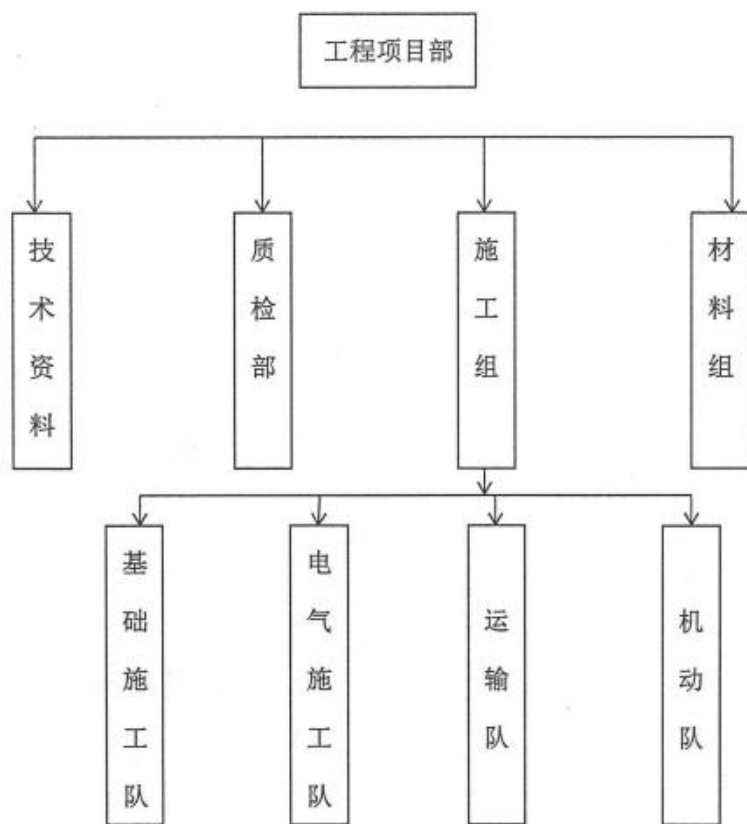 工程项目部
技术资料
质检部
施工组
材料组
基础施工队
电气施工队
运输队
机动队